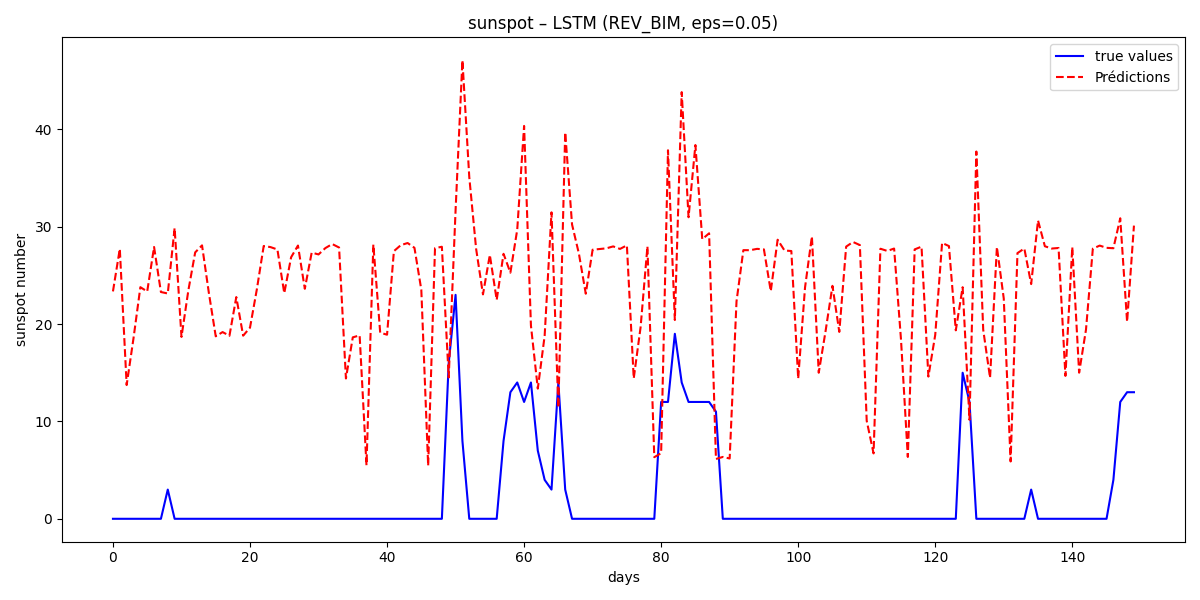 sunspot – LSTM (REV_BIM, eps=0.05)
true values
Prédictions
sunspot number
40
30
20
10
0
0 20 40 60 80 100 120 140
days